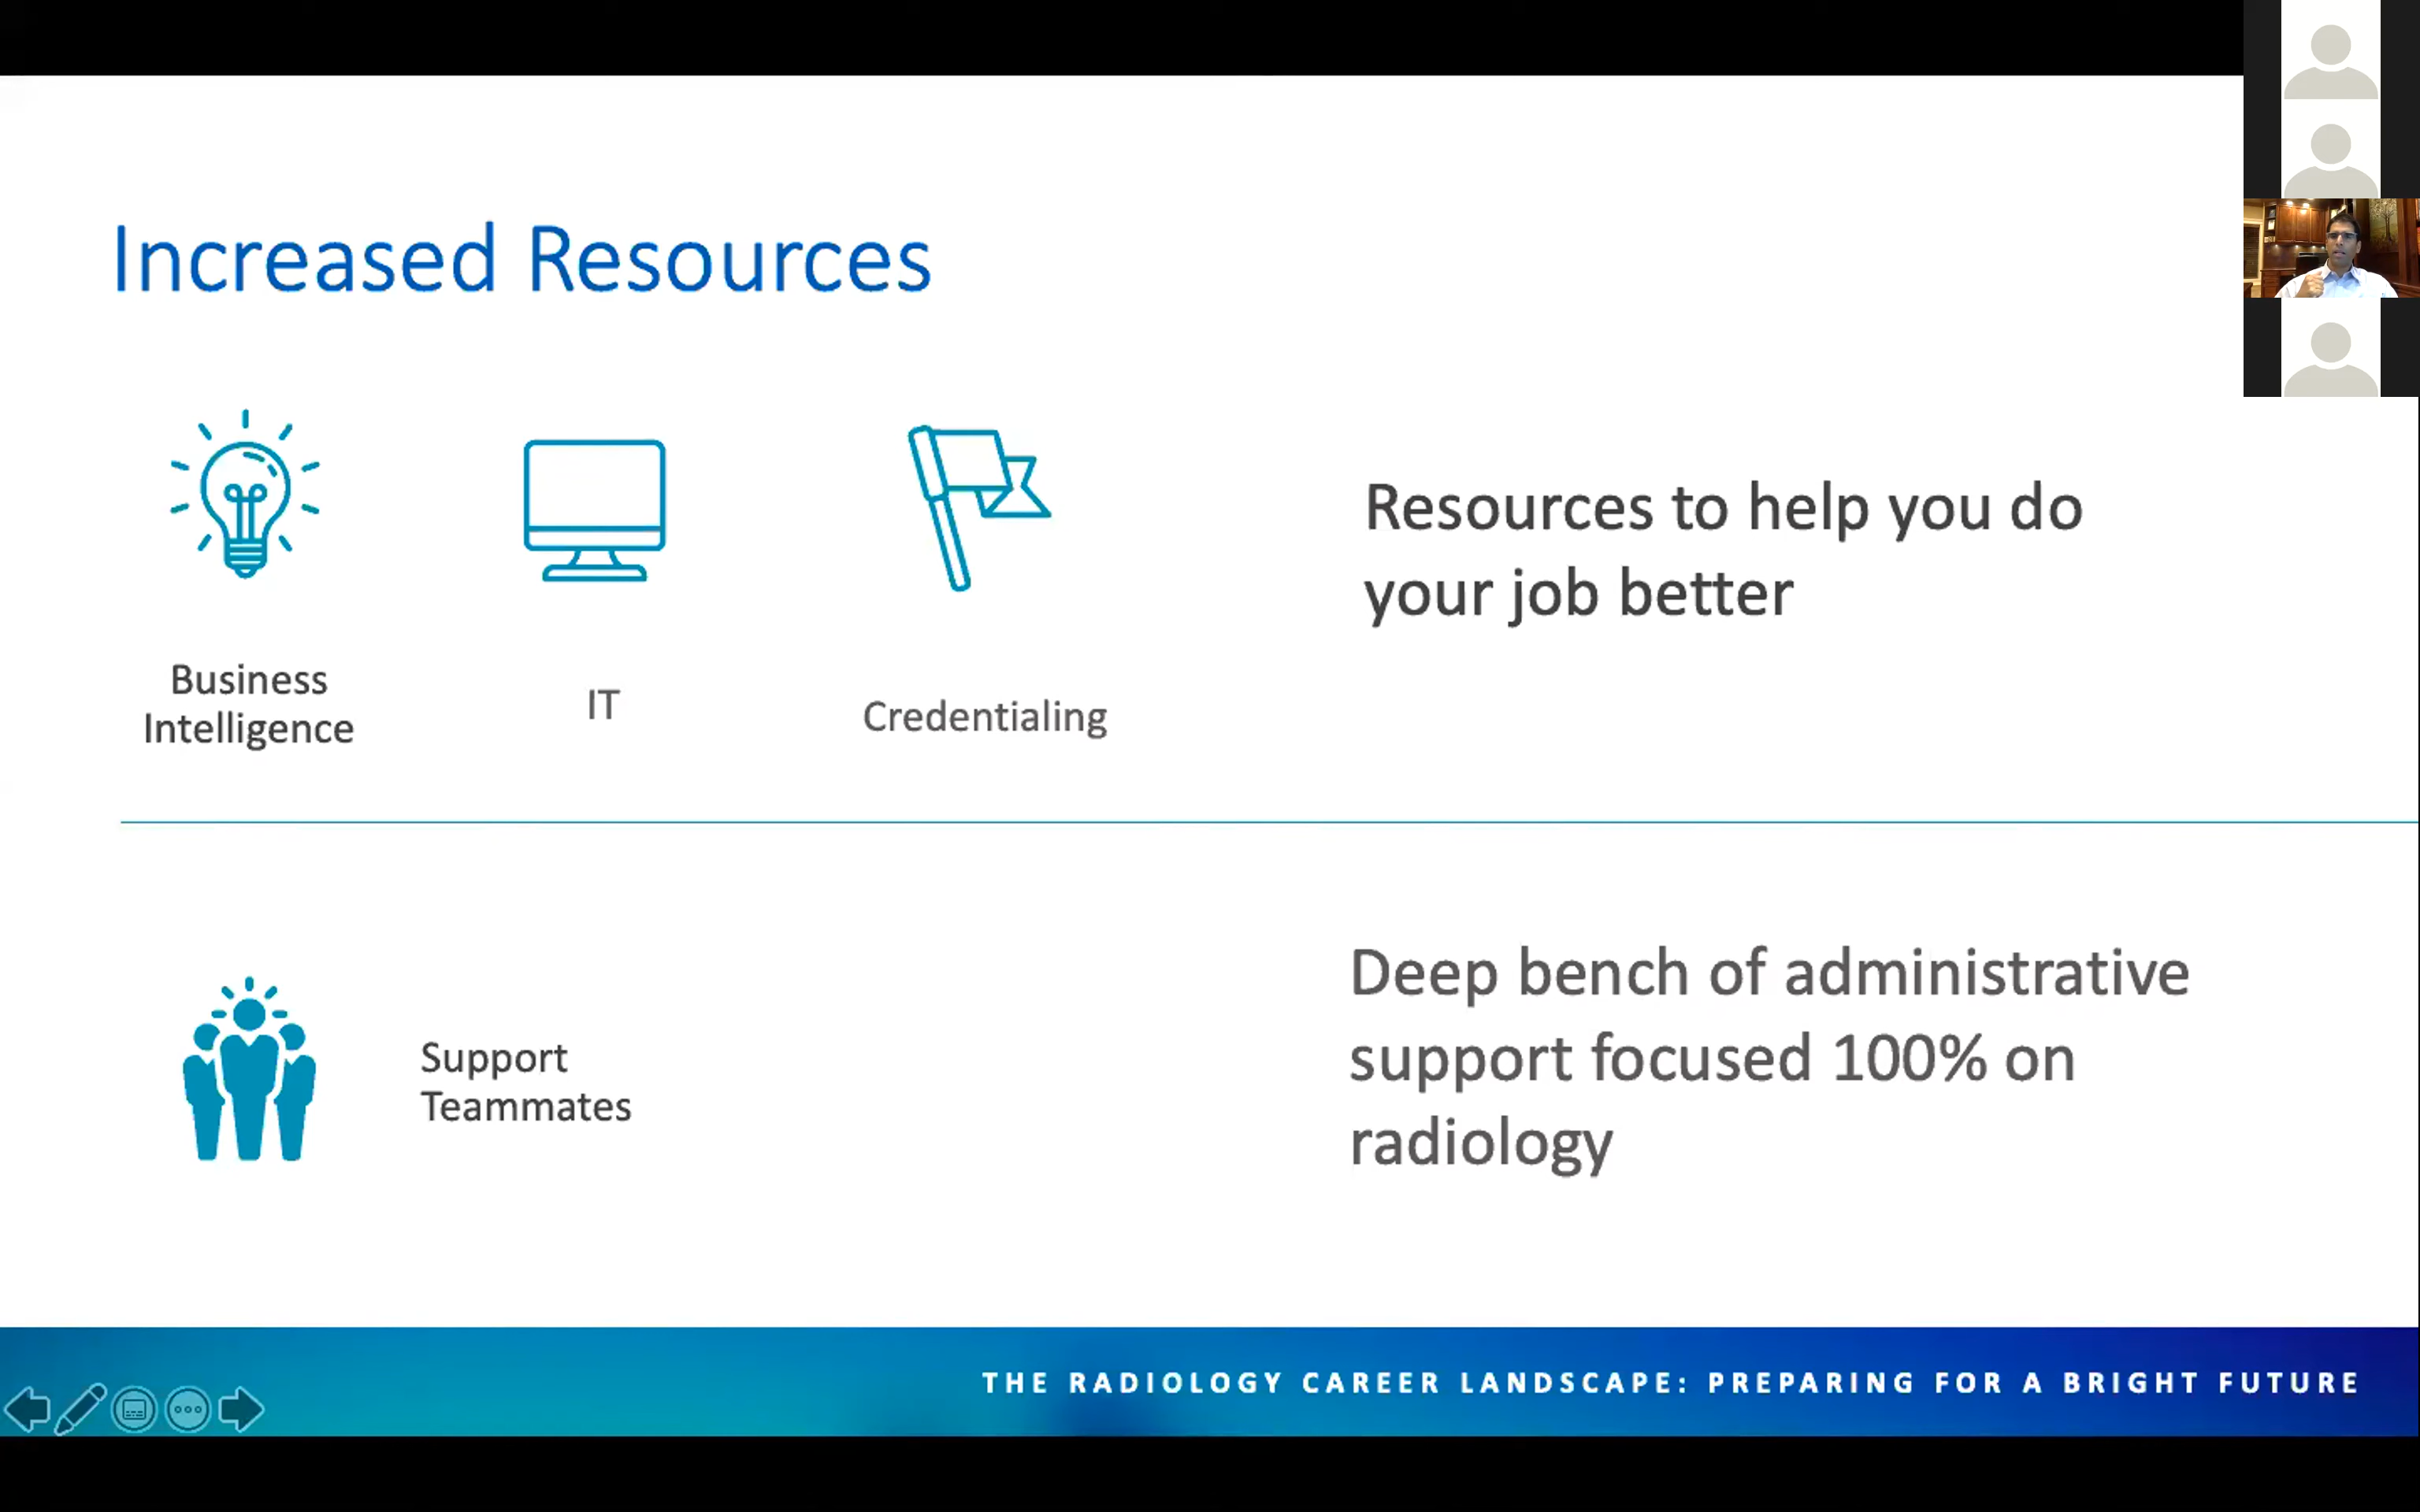 Increased Resources
Business
Intelligence
IT
Credentialing
Resources to help you do
your job better
Support
Teammates
Deep bench of administrative
support focused 100% on
radiology
THE RADIOLOGY CAREER LANDSCAPE: PREPARING FOR A BRIGHT FUTURE